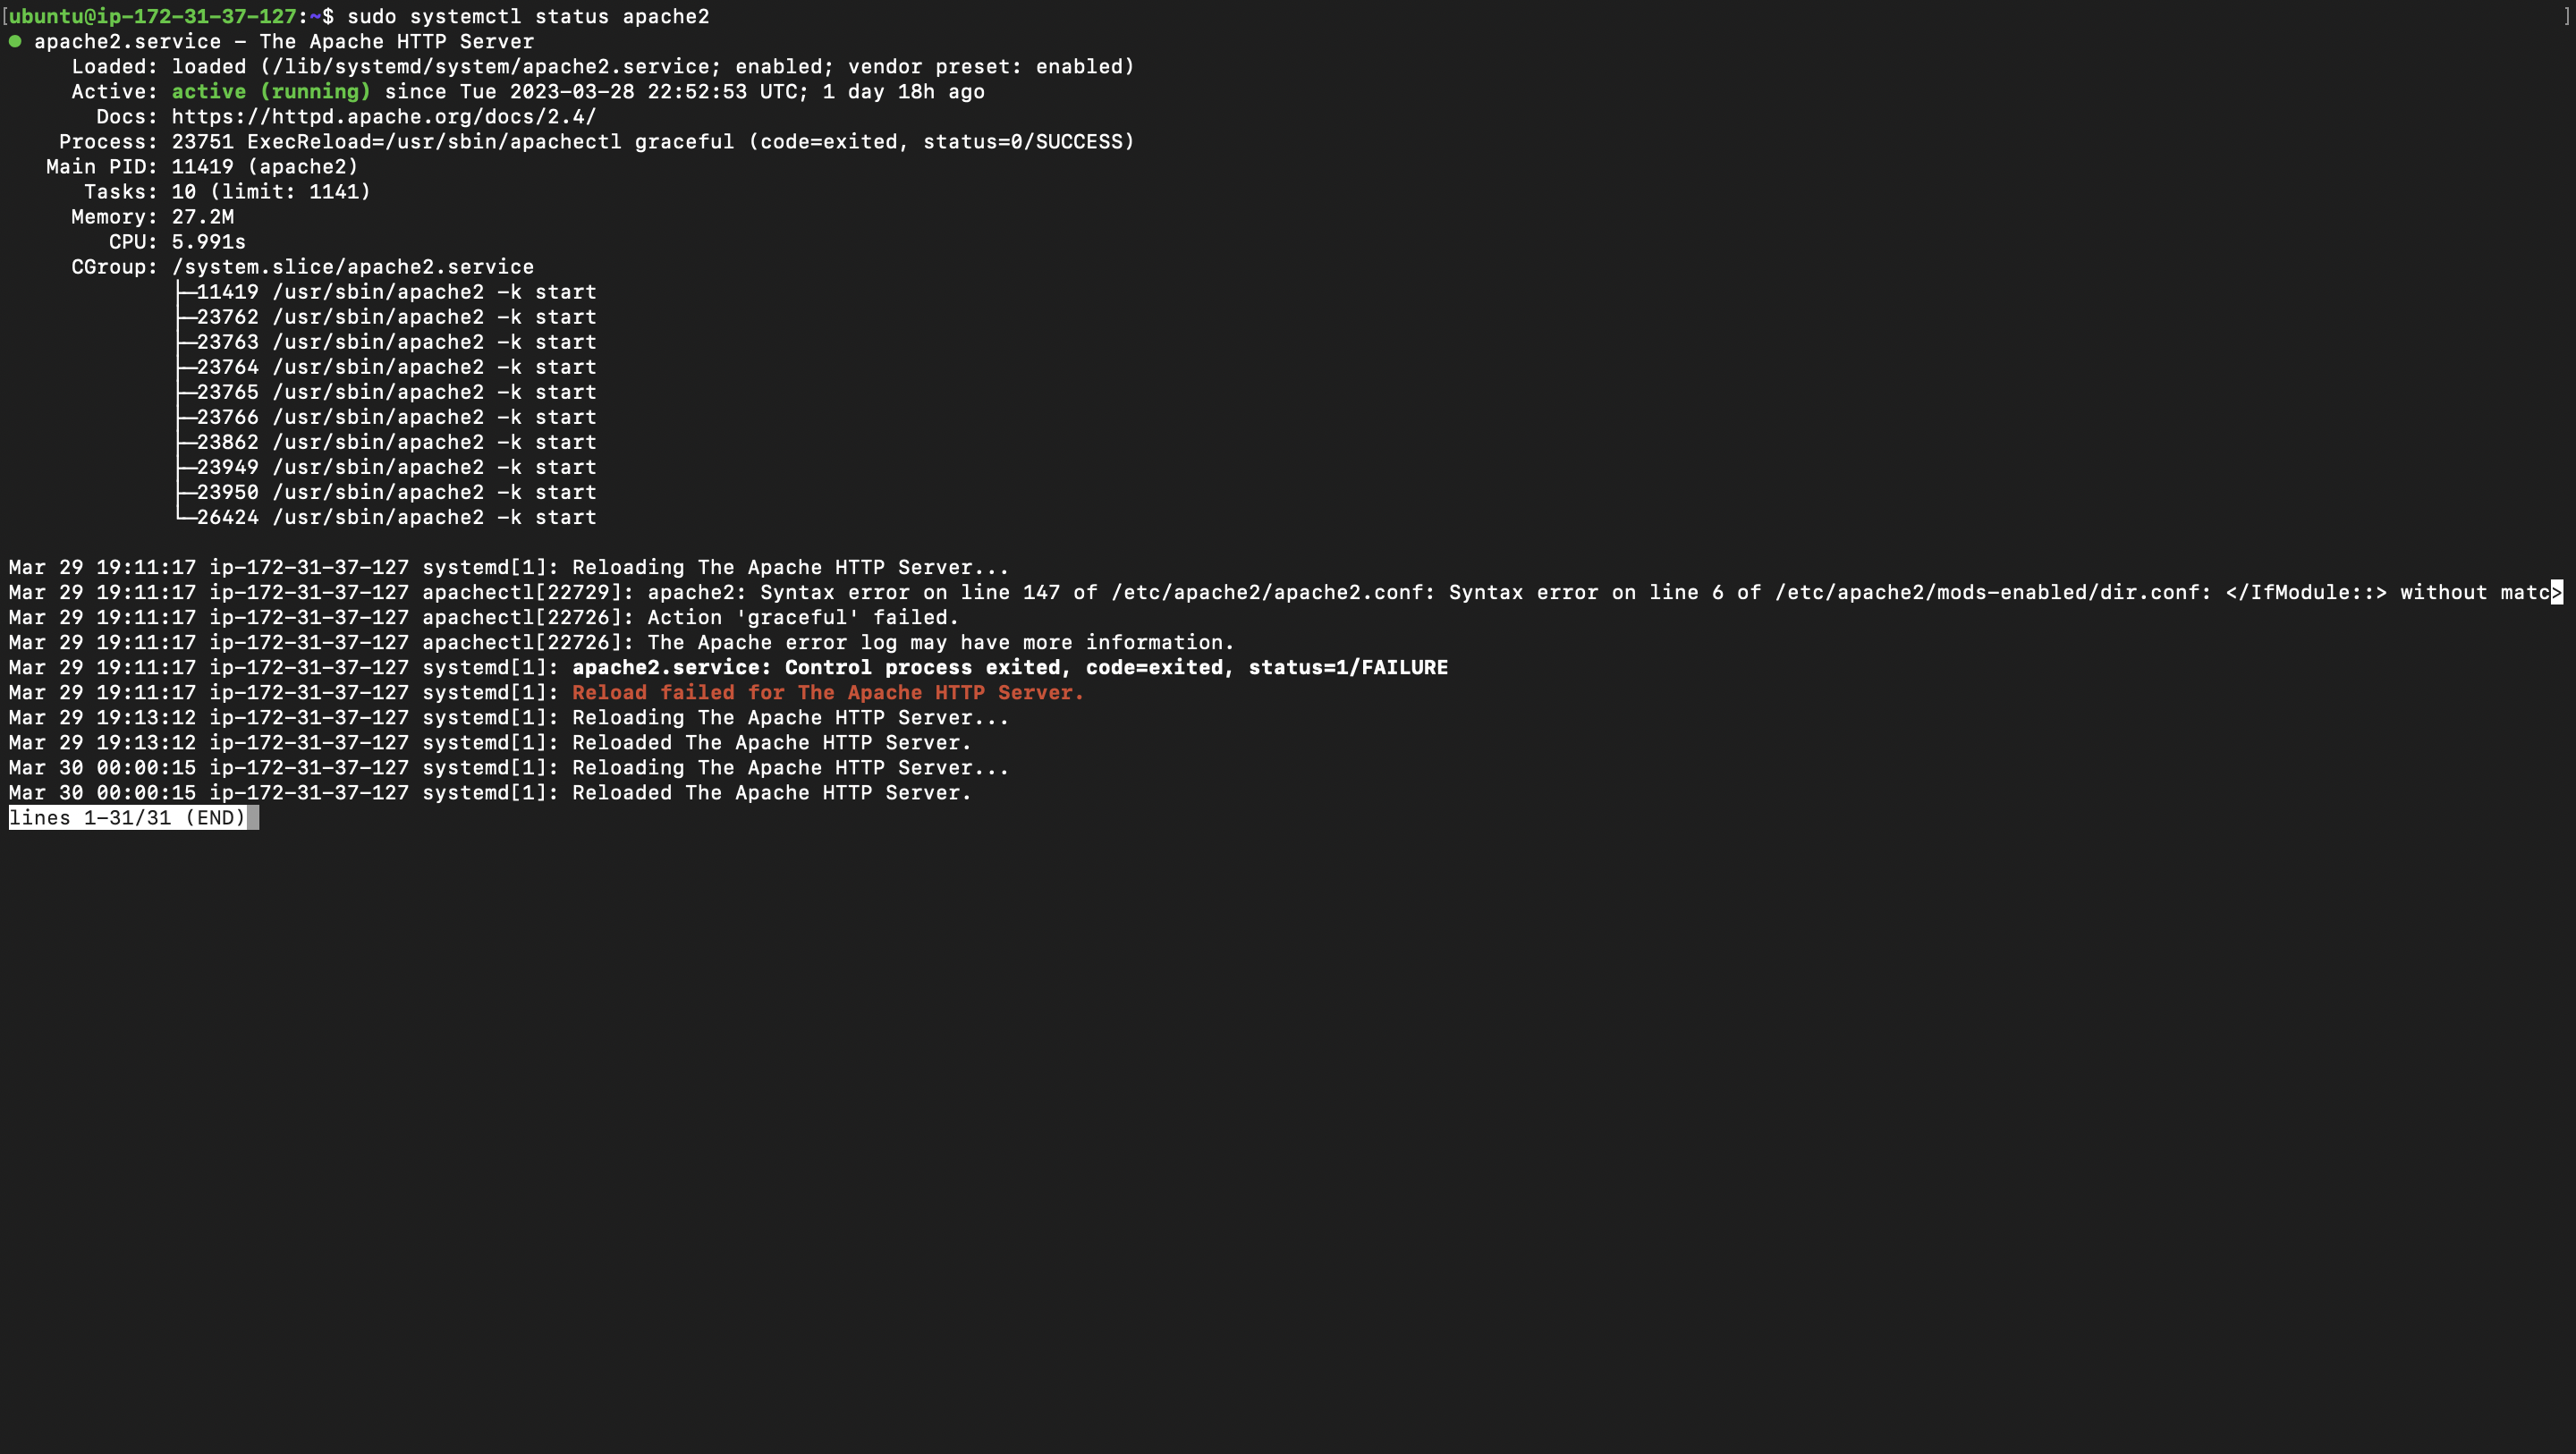 [ubuntu@ip-172-31-37-127:~$ sudo systemctl status apache2 ]
● apache2.service – The Apache HTTP Server
Loaded: loaded (/lib/systemd/system/apache2.service; enabled; vendor preset: enabled)
Active: active (running) since Tue 2023-03-28 22:52:53 UTC; 1 day 18h ago
Docs: https://httpd.apache.org/docs/2.4/
Process: 23751 ExecReload=/usr/sbin/apachectl graceful (code=exited, status=0/SUCCESS)
Main PID: 11419 (apache2)
Tasks: 10 (limit: 1141)
Memory: 27.2M
CPU: 5.991s
CGroup: /system.slice/apache2.service
├─11419 /usr/sbin/apache2 -k start
├─23762 /usr/sbin/apache2 -k start
├─23763 /usr/sbin/apache2 -k start
├─23764 /usr/sbin/apache2 -k start
├─23765 /usr/sbin/apache2 -k start
├─23766 /usr/sbin/apache2 -k start
├─23862 /usr/sbin/apache2 -k start
├─23949 /usr/sbin/apache2 -k start
├─23950 /usr/sbin/apache2 -k start
└─26424 /usr/sbin/apache2 -k start
Mar 29 19:11:17 ip-172-31-37-127 systemd[1]: Reloading The Apache HTTP Server...
Mar 29 19:11:17 ip-172-31-37-127 apachectl[22729]: apache2: Syntax error on line 147 of /etc/apache2/apache2.conf: Syntax error on line 6 of /etc/apache2/mods-enabled/dir.conf: </IfModule::> without matc>
Mar 29 19:11:17 ip-172-31-37-127 apachectl[22726]: Action 'graceful' failed.
Mar 29 19:11:17 ip-172-31-37-127 apachectl[22726]: The Apache error log may have more information.
Mar 29 19:11:17 ip-172-31-37-127 systemd[1]: apache2.service: Control process exited, code=exited, status=1/FAILURE
Mar 29 19:11:17 ip-172-31-37-127 systemd[1]: Reload failed for The Apache HTTP Server.
Mar 29 19:13:12 ip-172-31-37-127 systemd[1]: Reloading The Apache HTTP Server...
Mar 29 19:13:12 ip-172-31-37-127 systemd[1]: Reloaded The Apache HTTP Server.
Mar 30 00:00:15 ip-172-31-37-127 systemd[1]: Reloading The Apache HTTP Server...
Mar 30 00:00:15 ip-172-31-37-127 systemd[1]: Reloaded The Apache HTTP Server.
lines 1-31/31 (END)